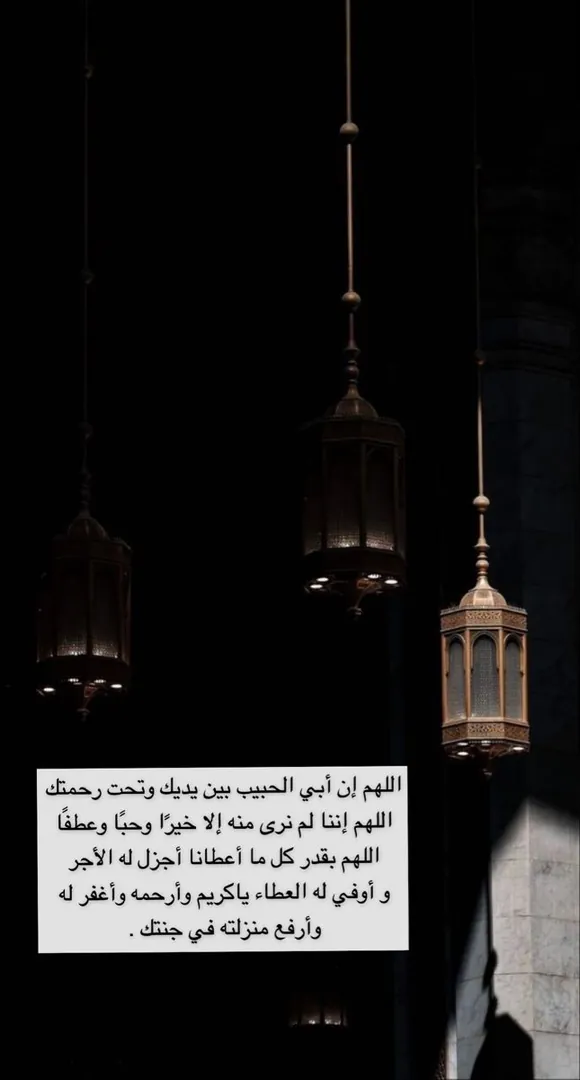 اللهم إن أبي الحبيب بين يديك وتحت رحمتك
اللهم إننا لم نرى منه إلا خيرًا وحبًا وعطفًا
اللهم بقدر كل ما أعطانا أجزل له الأجر
و أوفي له العطاء ياكريم وأرحمه وأغفر له
وأرفع منزلته في جنتك .